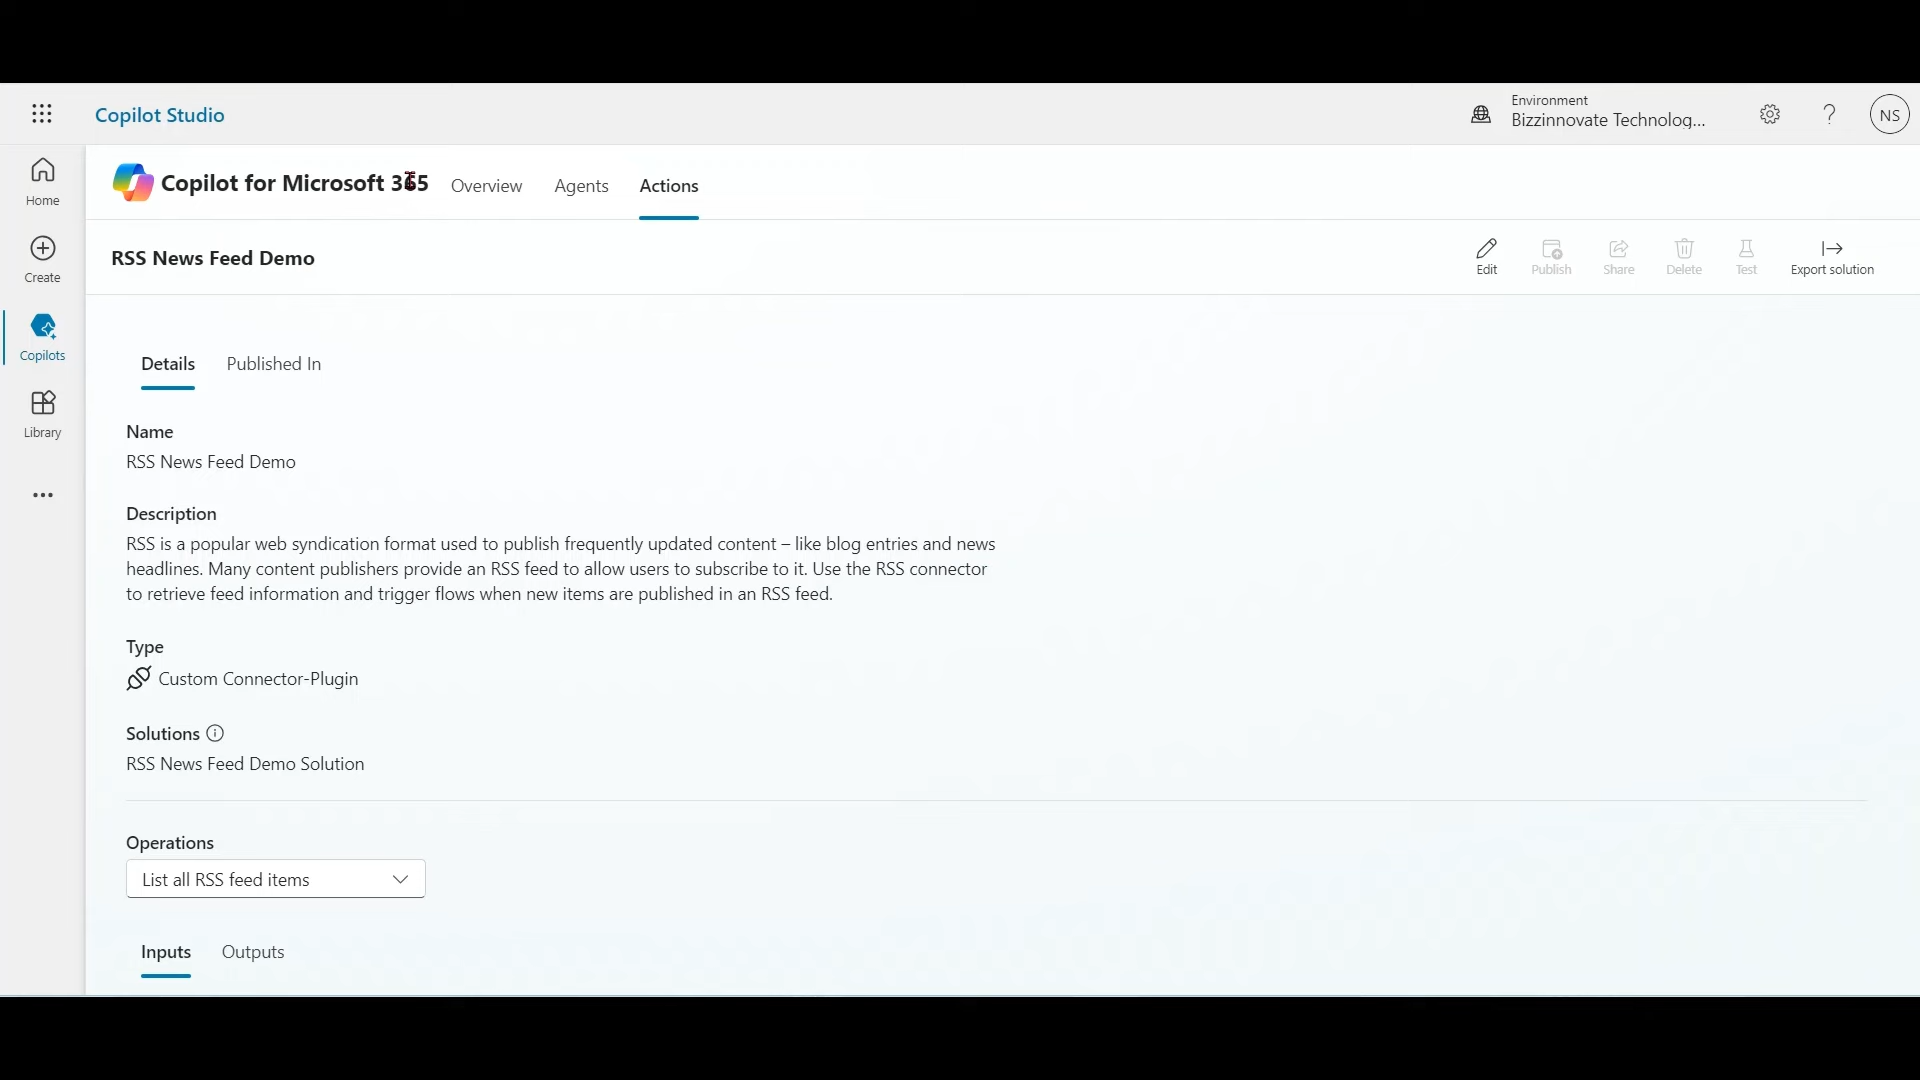 Copilot Studio
Environment
Bizzinnovate Technolog...
NS
Home
Create
Copilots
Library
Copilot for Microsoft 365
Overview
Agents
Actions
RSS News Feed Demo
Edit
Publish
Share
Delete
Test
Export solution
Details
Published In
Name
RSS News Feed Demo
Description
RSS is a popular web syndication format used to publish frequently updated content – like blog entries and news
headlines. Many content publishers provide an RSS feed to allow users to subscribe to it. Use the RSS connector
to retrieve feed information and trigger flows when new items are published in an RSS feed.
Type
Custom Connector-Plugin
Solutions
RSS News Feed Demo Solution
Operations
List all RSS feed items
Inputs
Outputs